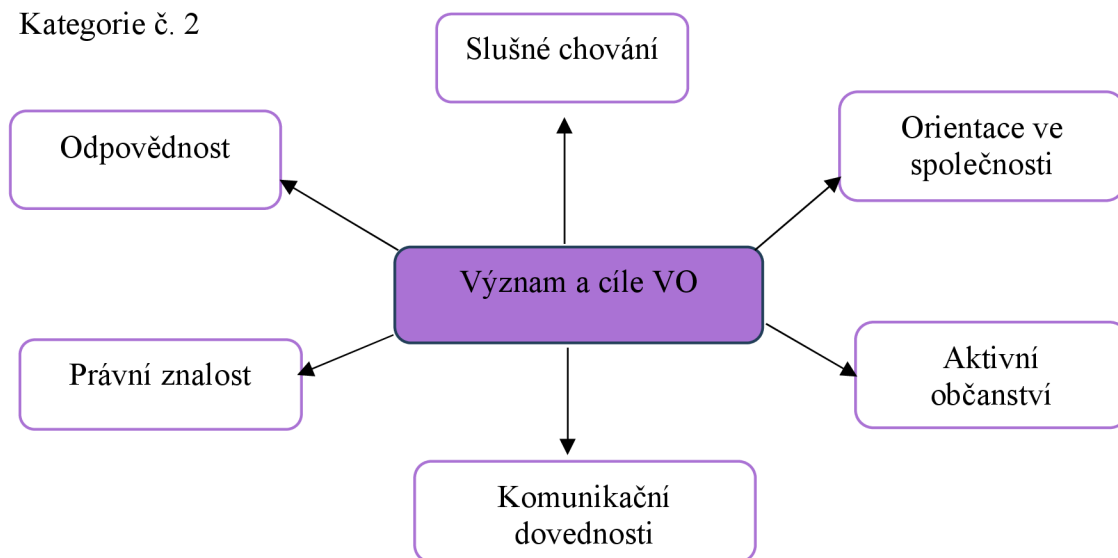 Kategorie č. 2
Slušné chování
Odpovědnost
Orientace ve
společnosti
Význam a cíle VO
Právní znalost
Aktivní
občanství
Komunikační
dovednosti